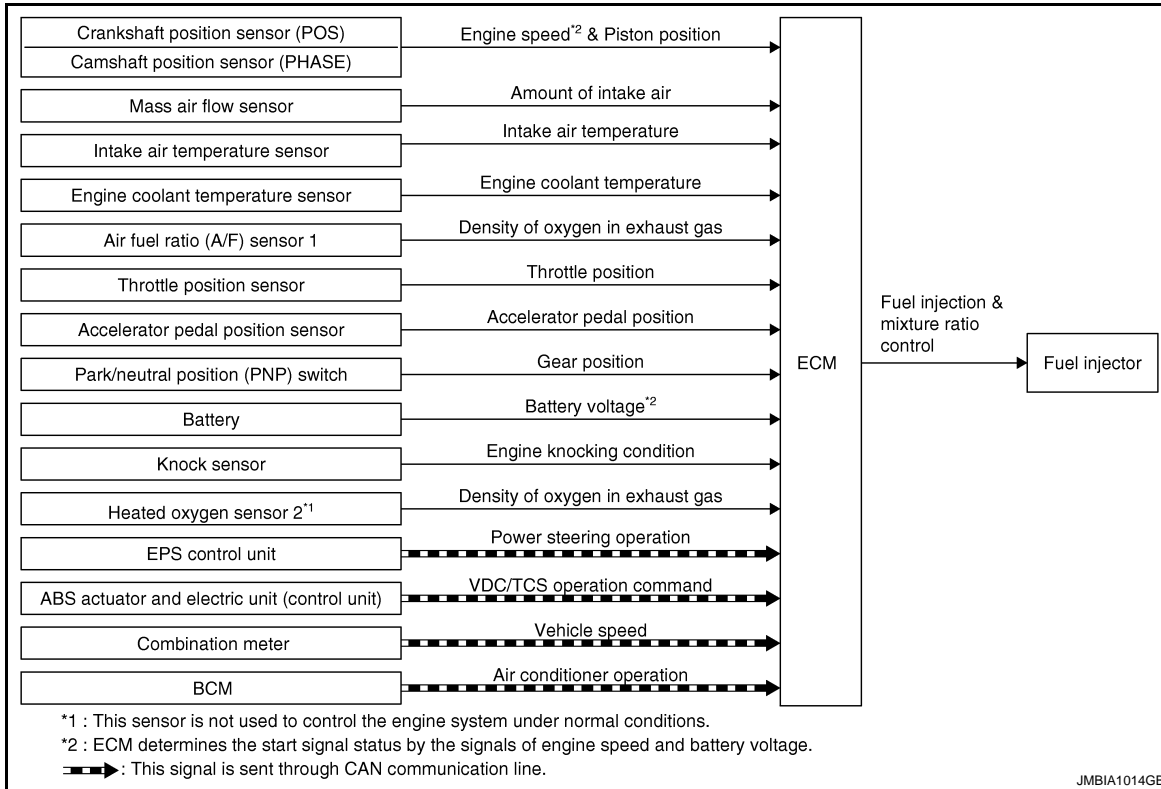 Crankshaft position sensor (POS)
Engine speed*2 & Piston position
Camshaft position sensor (PHASE)
Mass air flow sensor
Amount of intake air
Intake air temperature sensor
Intake air temperature
Engine coolant temperature sensor
Engine coolant temperature
Air fuel ratio (A/F) sensor 1
Density of oxygen in exhaust gas
Throttle position sensor
Throttle position
Accelerator pedal position sensor
Accelerator pedal position
Park/neutral position (PNP) switch
Gear position
Battery
Battery voltage*2
Knock sensor
Engine knocking condition
Heated oxygen sensor 2*1
Density of oxygen in exhaust gas
EPS control unit
Power steering operation
ABS actuator and electric unit (control unit)
VDC/TCS operation command
Combination meter
Vehicle speed
BCM
Air conditioner operation
ECM
Fuel injection &
mixture ratio
control
Fuel injector
*1 : This sensor is not used to control the engine system under normal conditions.
*2 : ECM determines the start signal status by the signals of engine speed and battery voltage.
: This signal is sent through CAN communication line.
JMBIA1014GB